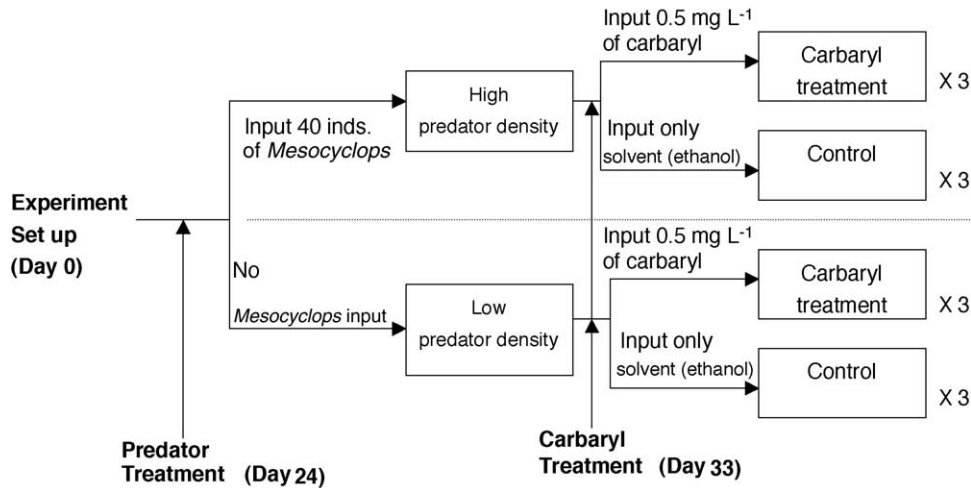 Input 0.5 mg L-1
of carbaryl
Carbaryl
treatment
X 3
High
predator density
Input 40 inds.
of Mesocyclops
Input only
solvent (ethanol)
Control
X 3
Experiment
Set up
(Day 0)
Input 0.5 mg L-1
of carbaryl
No
Mesocyclops input
Low
predator density
Carbaryl
treatment
X 3
Input only
solvent (ethanol)
Control
X 3
Predator
Treatment (Day 24)
Carbaryl
Treatment (Day 33)